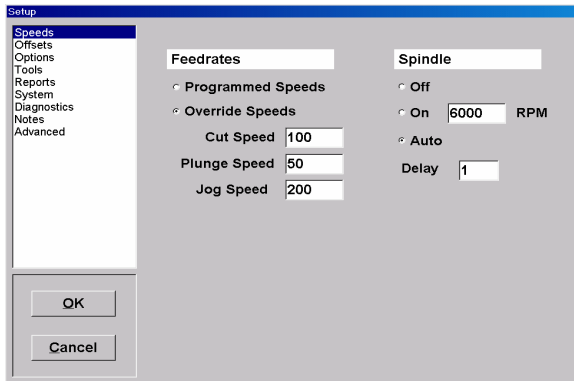 Setup
Speeds
Offsets
Options
Tools
Reports
System
Diagnostics
Notes
Advanced
OK
Cancel
Feedrates
Programmed Speeds
Override Speeds
Cut Speed 100
Plunge Speed 50
Jog Speed 200
Spindle
Off
On 6000 RPM
Auto
Delay 1